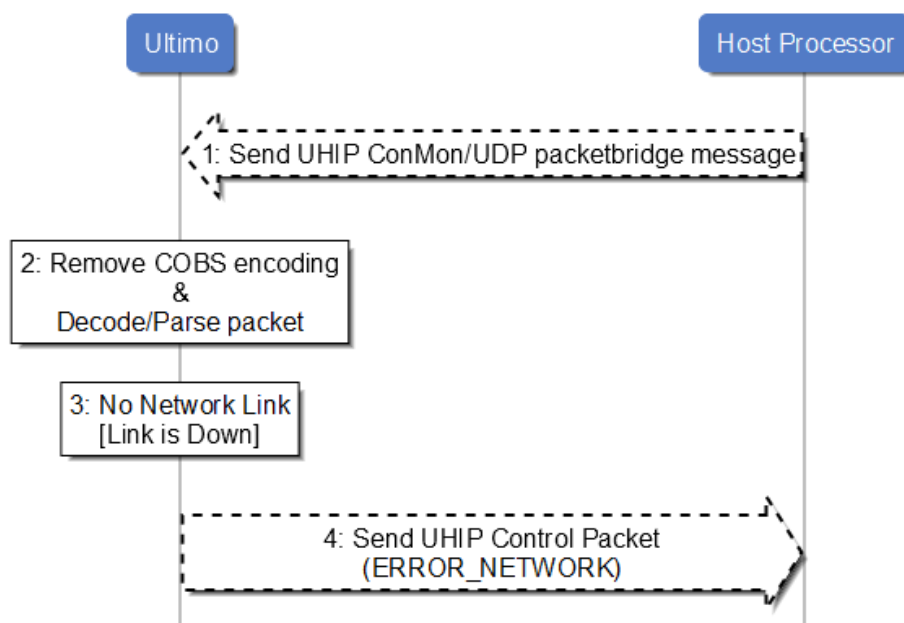 Ultimo
Host Processor
1: Send UHIP ConMon/UDP packetbridge message
2: Remove COBS encoding
&
Decode/Parse packet
3: No Network Link
[Link is Down]
4: Send UHIP Control Packet
(ERROR_NETWORK)